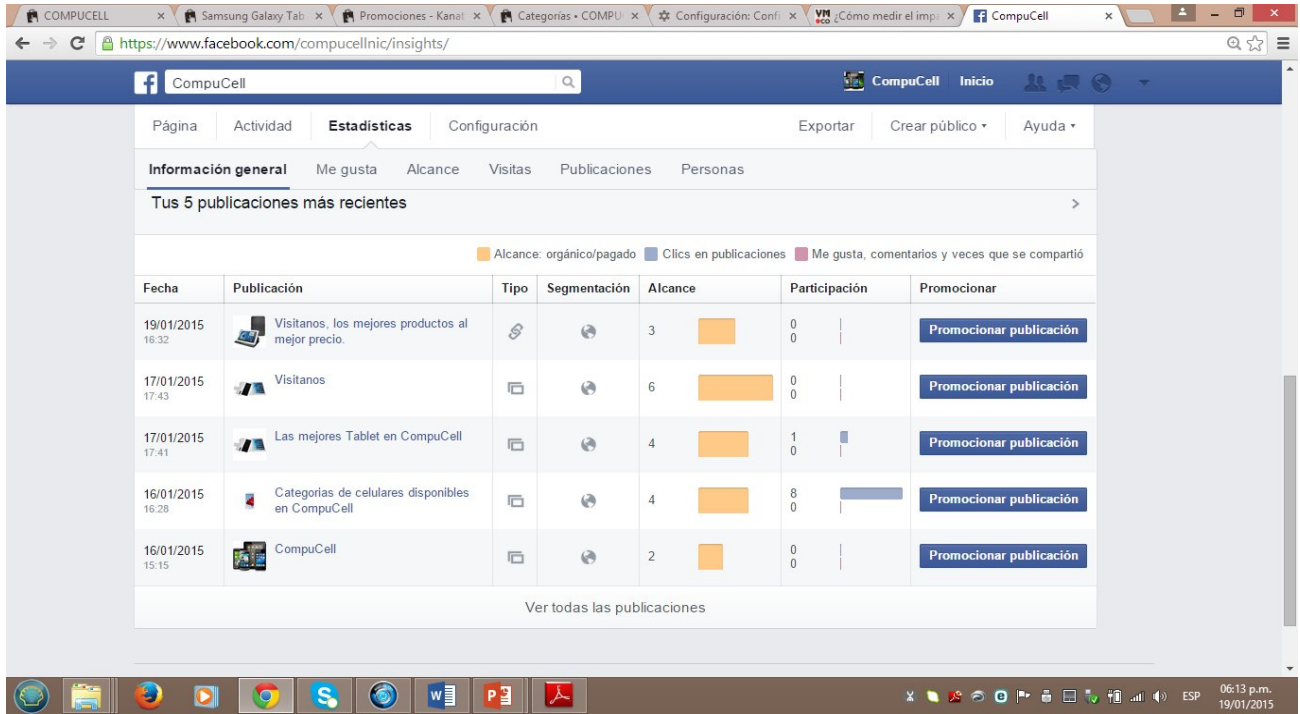 COMPUCELL
Samsung Galaxy Tab
Promociones - Kanat
Categorías • COMPU
Configuración: Confi
¿Cómo medir el impa
CompuCell
https://www.facebook.com/compucellnic/insights/
CompuCell
CompuCell Inicio
Página Actividad Estadísticas Configuración Exportar Crear público Ayuda
Información general Me gusta Alcance Visitas Publicaciones Personas
Tus 5 publicaciones más recientes
Alcance: orgánico/pagado Clics en publicaciones Me gusta, comentarios y veces que se compartió
Fecha Publicación Tipo Segmentación Alcance Participación Promocionar
19/01/2015
16:32
Visitanos, los mejores productos al
mejor precio.
3
0
0
Promocionar publicación
17/01/2015
17:43
Visitanos
6
0
0
Promocionar publicación
17/01/2015
17:41
Las mejores Tablet en CompuCell
4
1
0
Promocionar publicación
16/01/2015
16:28
Categorias de celulares disponibles
en CompuCell
4
8
0
Promocionar publicación
16/01/2015
15:15
CompuCell
2
0
0
Promocionar publicación
Ver todas las publicaciones
ESP
06:13 p.m.
19/01/2015